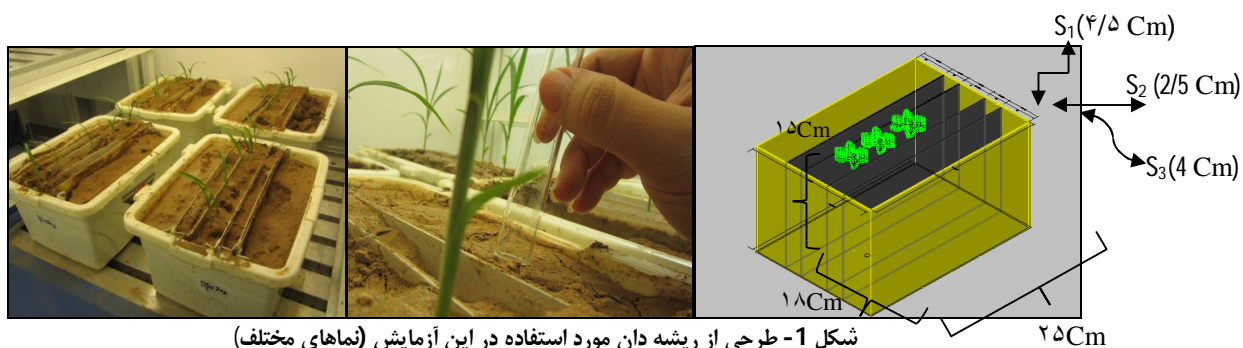 S₁(۴/۵ Cm)
S₂ (2/5 Cm)
S₃(4 Cm)
۱۵Cm
۱۸Cm
۲۵Cm
شکل 1- طرحی از ریشه دان مورد استفاده در این آزمایش (نماهای مختلف)